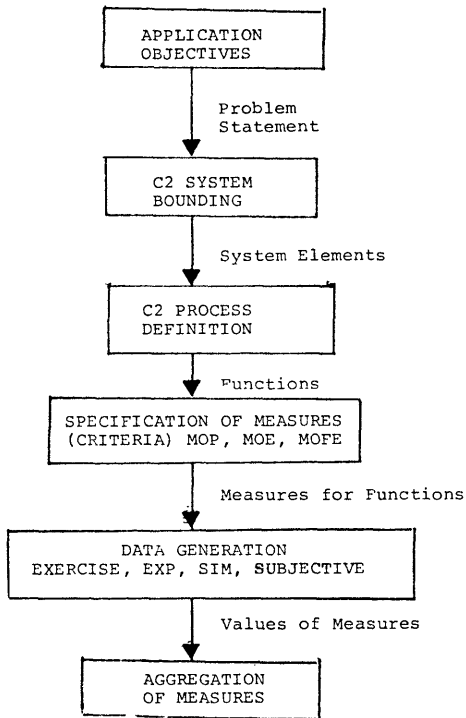 APPLICATION
OBJECTIVES
Problem
Statement
C2 SYSTEM
BOUNDING
System Elements
C2 PROCESS
DEFINITION
Functions
SPECIFICATION OF MEASURES
(CRITERIA) MOP, MOE, MOFE
Measures for Functions
DATA GENERATION
EXERCISE, EXP, SIM, SUBJECTIVE
Values of Measures
AGGREGATION
OF MEASURES